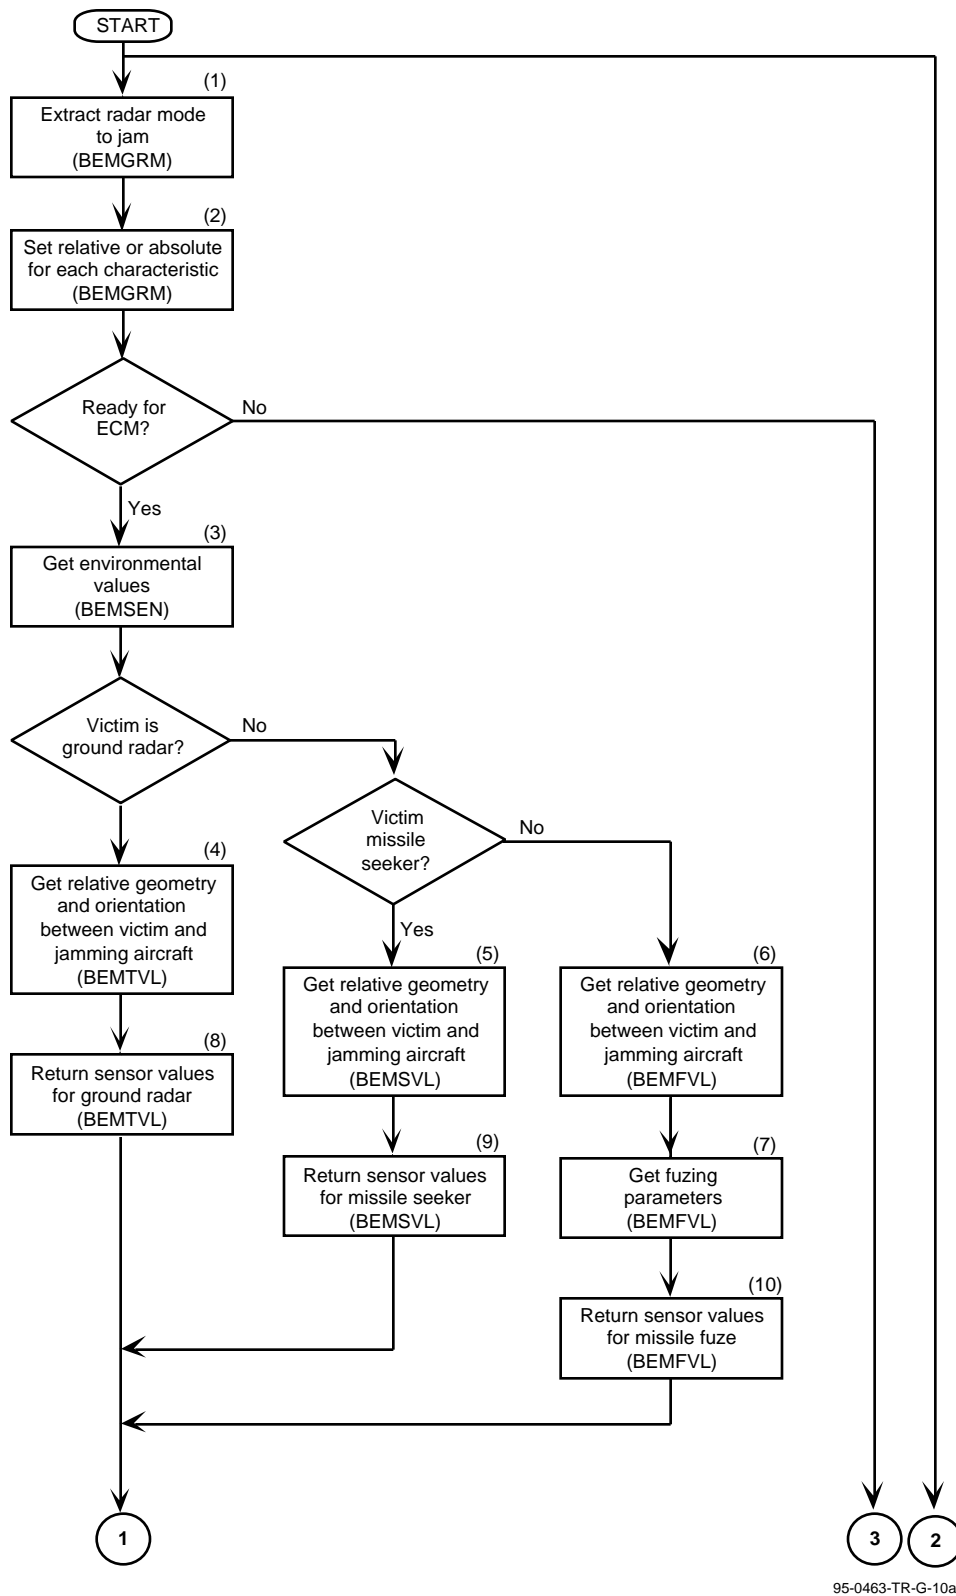 START
(1)
Extract radar mode
to jam
(BEMGRM)
(2)
Set relative or absolute
for each characteristic
(BEMGRM)
Ready for
ECM?
No
Yes
(3)
Get environmental
values
(BEMSEN)
Victim is
ground radar?
No
Victim
missile
seeker?
No
Yes
(4)
Get relative geometry
and orientation
between victim and
jamming aircraft
(BEMTVL)
(5)
Get relative geometry
and orientation
between victim and
jamming aircraft
(BEMSVL)
(6)
Get relative geometry
and orientation
between victim and
jamming aircraft
(BEMFVL)
(8)
Return sensor values
for ground radar
(BEMTVL)
(9)
Return sensor values
for missile seeker
(BEMSVL)
(7)
Get fuzing
parameters
(BEMFVL)
(10)
Return sensor values
for missile fuze
(BEMFVL)
1
3
2
95-0463-TR-G-10a